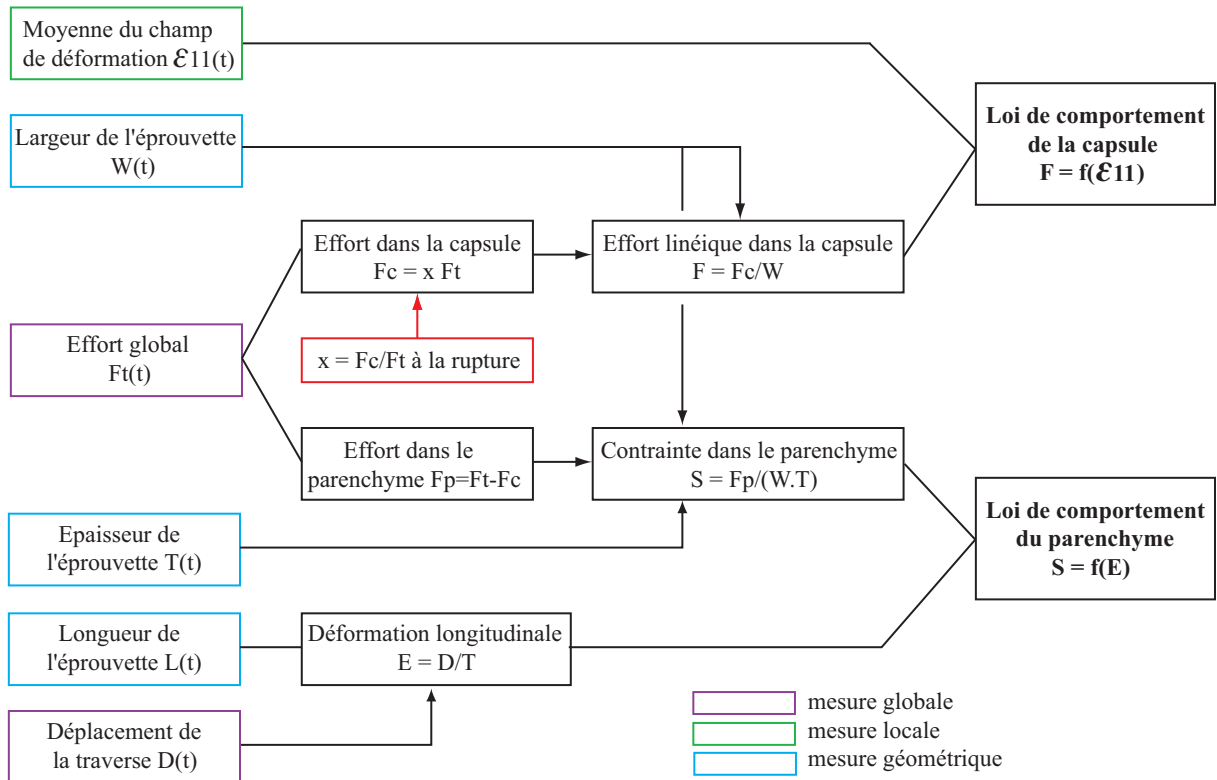 Moyenne du champ
de déformation ε11(t)
Largeur de l'éprouvette
W(t)
Loi de comportement
de la capsule
F = f(ε11)
Effort dans la capsule
Fc = x Ft
Effort linéique dans la capsule
F = Fc/W
Effort global
Ft(t)
x = Fc/Ft à la rupture
Effort dans le
parenchyme Fp=Ft-Fc
Contrainte dans le parenchyme
S = Fp/(W.T)
Epaisseur de
l'éprouvette T(t)
Loi de comportement
du parenchyme
S = f(E)
Longueur de
l'éprouvette L(t)
Déformation longitudinale
E = D/T
Déplacement de
la traverse D(t)
mesure globale
mesure locale
mesure géométrique